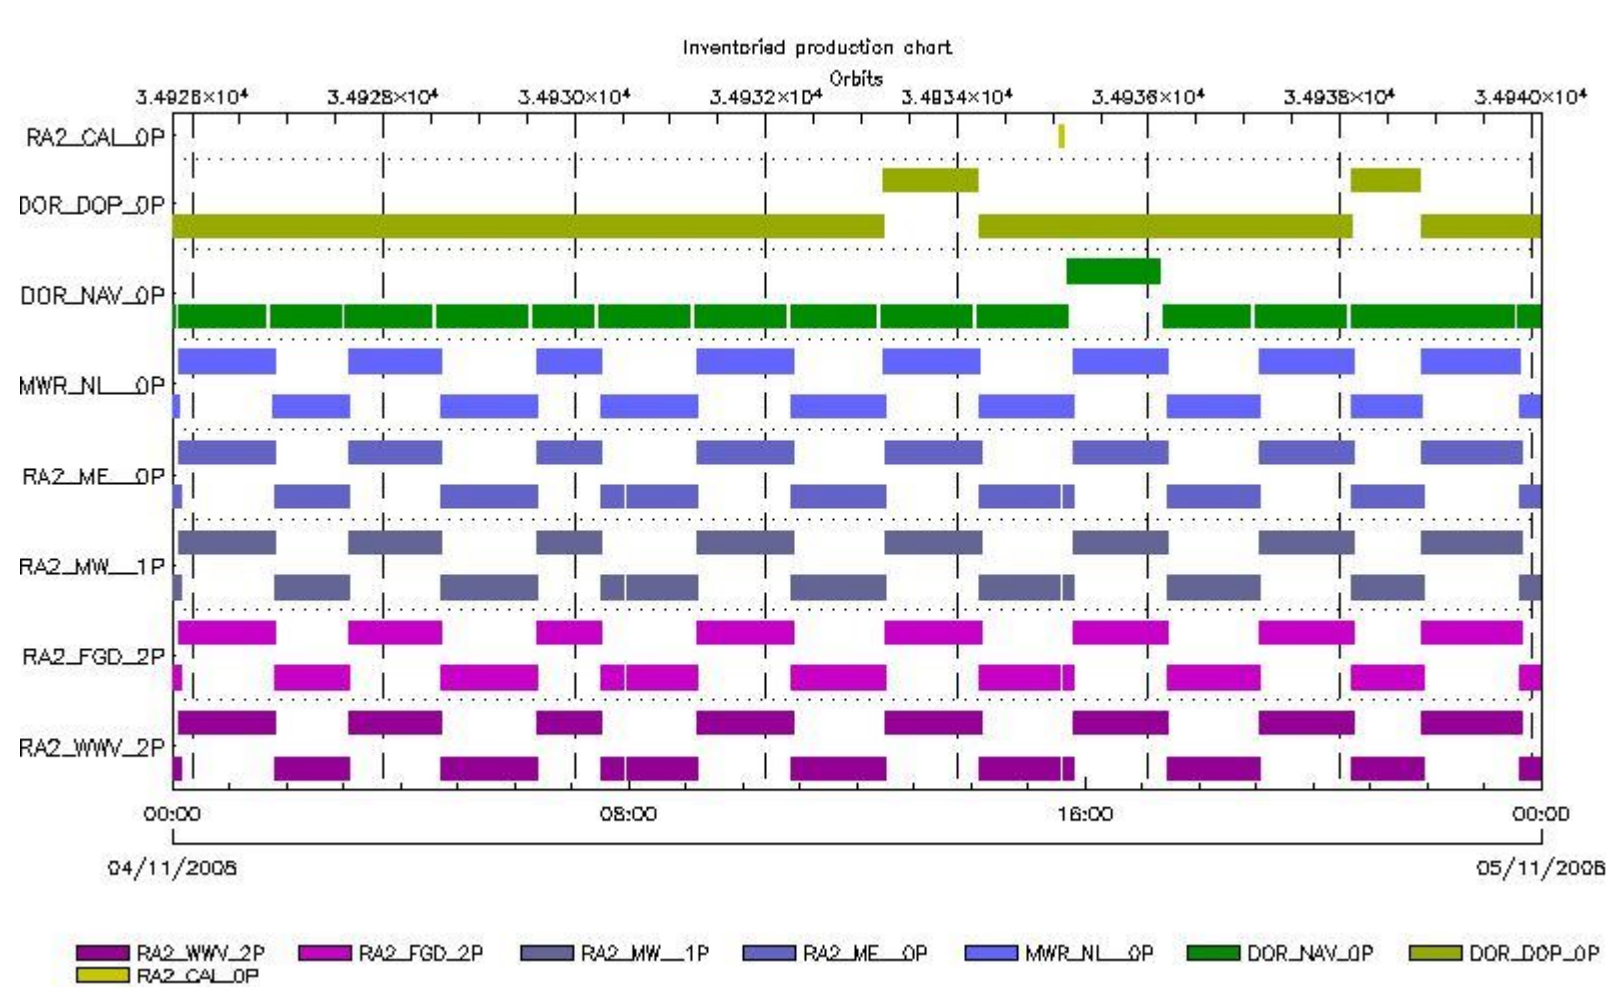 Inventoried production chart
Orbits
3.4926×10⁴ 3.4928×10⁴ 3.4930×10⁴ 3.4932×10⁴ 3.4934×10⁴ 3.4936×10⁴ 3.4938×10⁴ 3.4940×10⁴
RA2_CAL_0P
DOR_DOP_0P
DOR_NAV_0P
MWR_NL__0P
RA2_ME__0P
RA2_MW__1P
RA2_FGD_2P
RA2_WWV_2P
00:00 08:00 16:00 00:00
04/11/2008 05/11/2008
RA2_WWV_2P RA2_FGD_2P RA2_MW__1P RA2_ME__0P MWR_NL__0P DOR_NAV_0P DOR_DOP_0P
RA2_CAL_0P